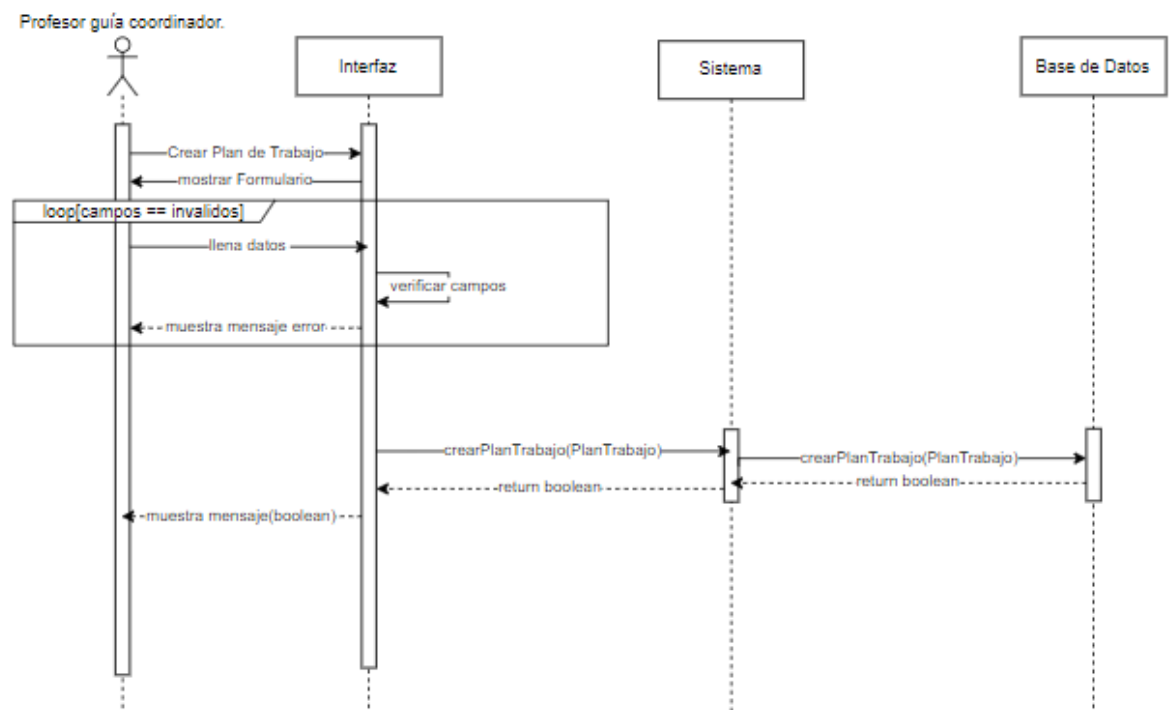 Profesor guía coordinador.
Interfaz
Sistema
Base de Datos
Crear Plan de Trabajo
mostrar Formulario
loop[campos == invalidos]
llena datos
verificar campos
muestra mensaje error
crearPlanTrabajo(PlanTrabajo)
crearPlanTrabajo(PlanTrabajo)
return boolean
return boolean
muestra mensaje(boolean)